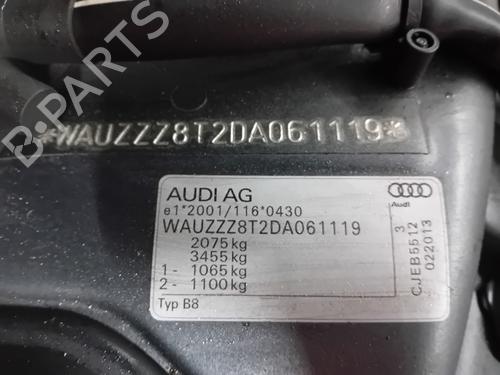 *WAUZZZ8T2DA061119*
AUDI AG
Audi
e1*2001/116*0430
WAUZZZ8T2DA061119
2075kg
3455kg
1- 1065kg
2- 1100kg
Typ B8
3
CJEB5512 022013
B-PARTS